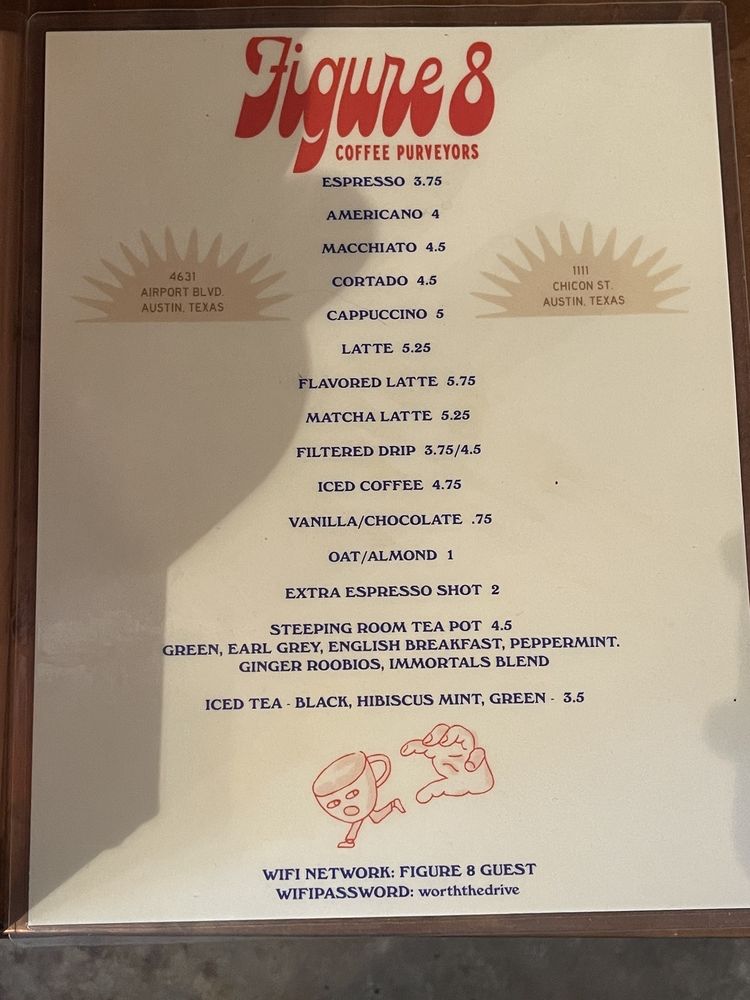 Figure 8
COFFEE PURVEYORS
ESPRESSO 3.75
AMERICANO 4
MACCHIATO 4.5
CORTADO 4.5
CAPPUCCINO 5
4631
AIRPORT BLVD.
AUSTIN, TEXAS
1111
CHICON ST.
AUSTIN, TEXAS
LATTE 5.25
FLAVORED LATTE 5.75
MATCHA LATTE 5.25
FILTERED DRIP 3.75/4.5
ICED COFFEE 4.75
VANILLA/CHOCOLATE .75
OAT/ALMOND 1
EXTRA ESPRESSO SHOT 2
STEEPING ROOM TEA POT 4.5
GREEN, EARL GREY, ENGLISH BREAKFAST, PEPPERMINT.
GINGER ROOBIOS, IMMORTALS BLEND
ICED TEA - BLACK, HIBISCUS MINT, GREEN - 3.5
WIFI NETWORK: FIGURE 8 GUEST
WIFIPASSWORD: worththedrive